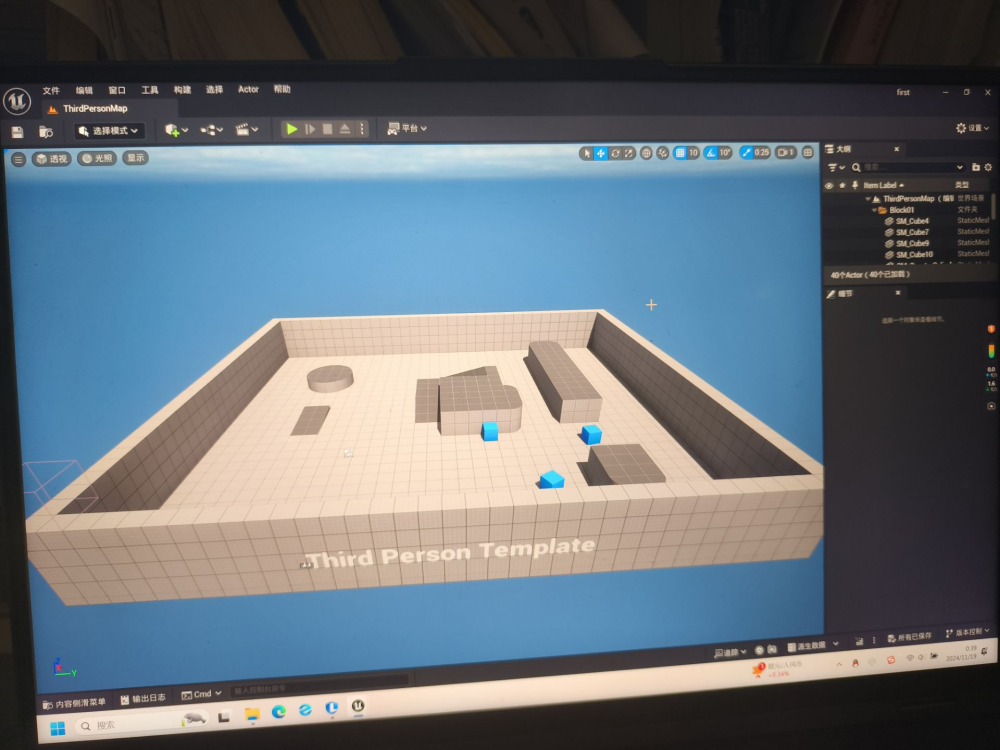 文件 编辑 窗口 工具 构建 选择 Actor 帮助
first
ThirdPersonMap
选择模式
平台
设置
透视 光照 显示
10 10° 0.25 1
大纲
Item Label 类型
ThirdPersonMap (编辑 世界场景
Block01 文件夹
SM_Cube4 StaticMesl
SM_Cube7 StaticMesl
SM_Cube9 StaticMesl
SM_Cube10 StaticMesl
40个Actor (40个已加载)
细节
选择一个对象来查看细节。
Third Person Template
Z
Y
追踪 派生数据 所有已保存 版本控制
内容侧滑菜单 输出日志 Cmd 输入控制台命令
搜索
+0.36%
0:39
2024/11/19